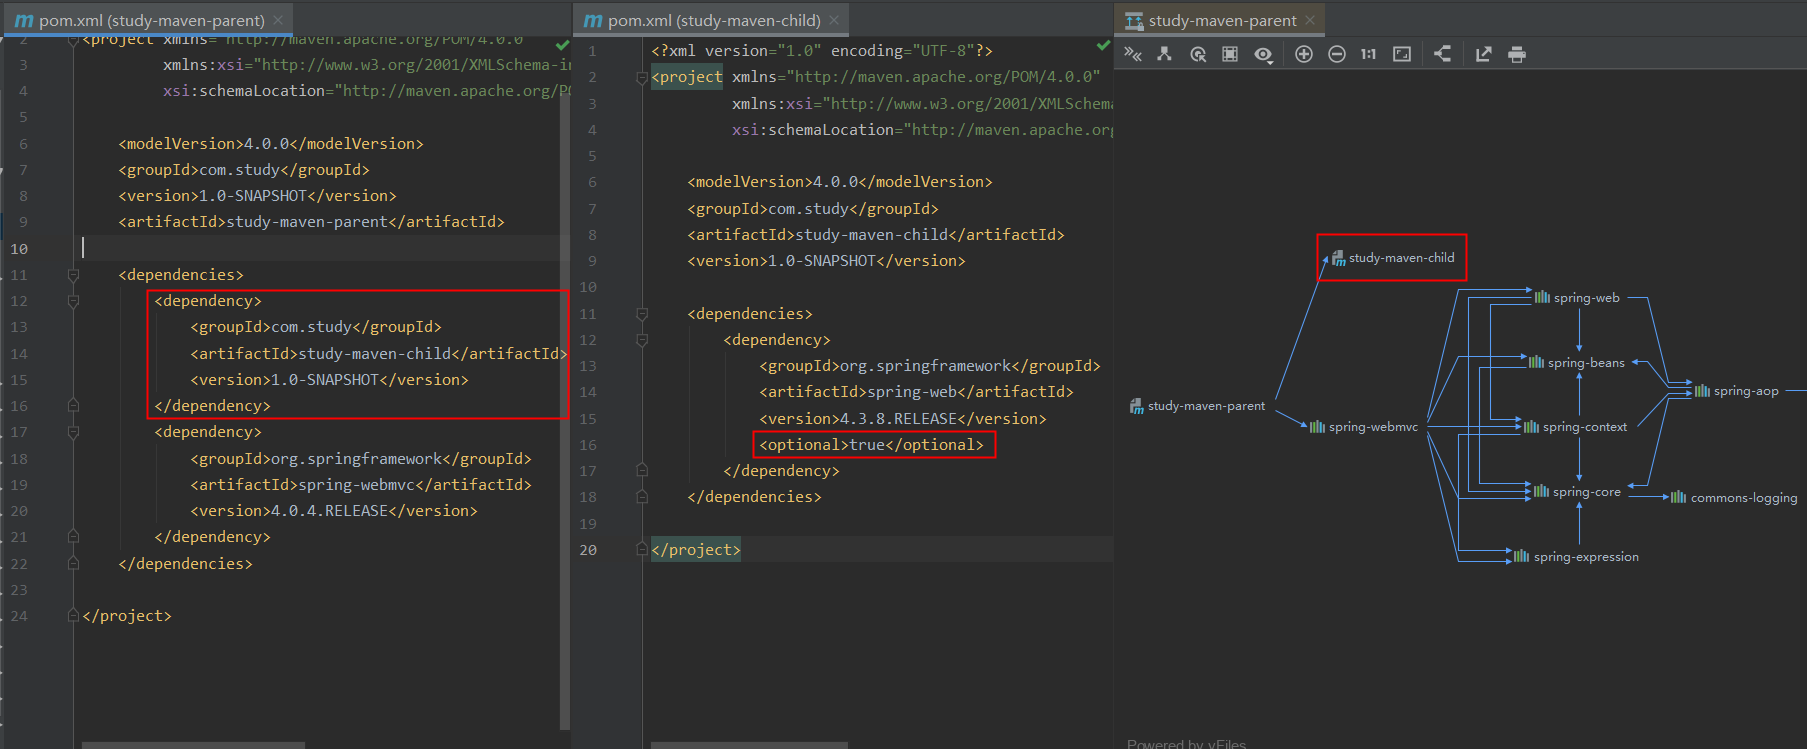 pom.xml (study-maven-parent)
2 <project xmlns="http://maven.apache.org/POM/4.0.0"
3 xmlns:xsi="http://www.w3.org/2001/XMLSchema-in
4 xsi:schemaLocation="http://maven.apache.org/PO
5
6 <modelVersion>4.0.0</modelVersion>
7 <groupId>com.study</groupId>
8 <version>1.0-SNAPSHOT</version>
9 <artifactId>study-maven-parent</artifactId>
10
11 <dependencies>
12 <dependency>
13 <groupId>com.study</groupId>
14 <artifactId>study-maven-child</artifactId>
15 <version>1.0-SNAPSHOT</version>
16 </dependency>
17 <dependency>
18 <groupId>org.springframework</groupId>
19 <artifactId>spring-webmvc</artifactId>
20 <version>4.0.4.RELEASE</version>
21 </dependency>
22 </dependencies>
23
24 </project>
pom.xml (study-maven-child)
1 <?xml version="1.0" encoding="UTF-8"?>
2 <project xmlns="http://maven.apache.org/POM/4.0.0"
3 xmlns:xsi="http://www.w3.org/2001/XMLSchema
4 xsi:schemaLocation="http://maven.apache.org
5
6 <modelVersion>4.0.0</modelVersion>
7 <groupId>com.study</groupId>
8 <artifactId>study-maven-child</artifactId>
9 <version>1.0-SNAPSHOT</version>
10
11 <dependencies>
12 <dependency>
13 <groupId>org.springframework</groupId>
14 <artifactId>spring-web</artifactId>
15 <version>4.3.8.RELEASE</version>
16 <optional>true</optional>
17 </dependency>
18 </dependencies>
19
20 </project>
study-maven-parent
1:1
study-maven-child
spring-web
spring-beans
spring-aop
study-maven-parent
spring-webmvc
spring-context
spring-core
commons-logging
spring-expression
Powered by yFiles